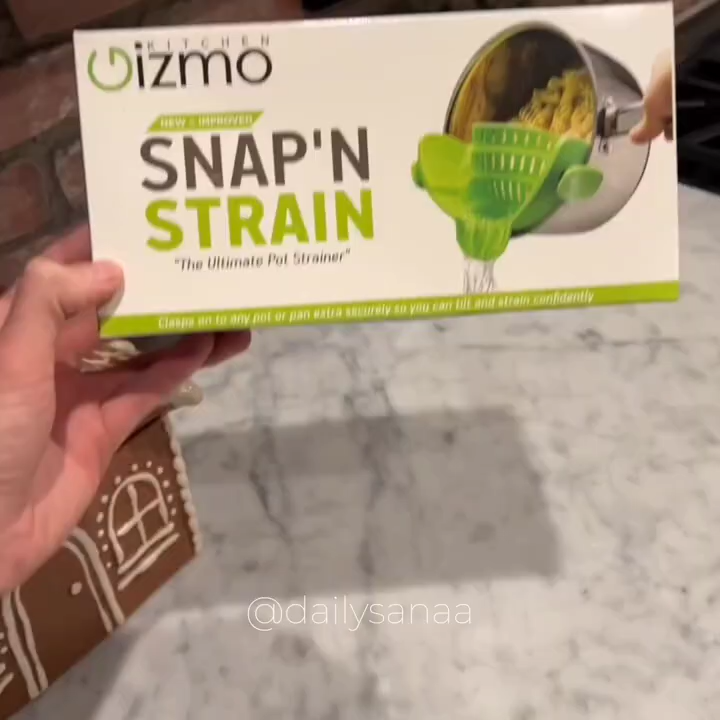 KITCHEN
Gizmo
NEW & IMPROVED
SNAP'N
STRAIN
"The Ultimate Pot Strainer"
Clasps on to any pot or pan extra securely so you can tilt and strain confidently
@dailysanaa